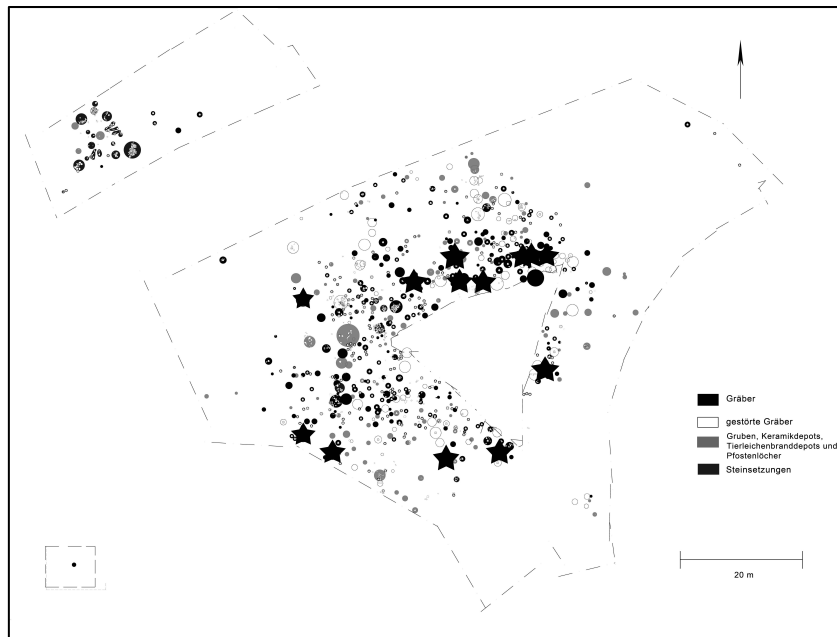 Gräber
gestörte Gräber
Gruben, Keramikdepots,
Tierleichenbranddepots und
Pfostenlöcher
Steinsetzungen
20 m